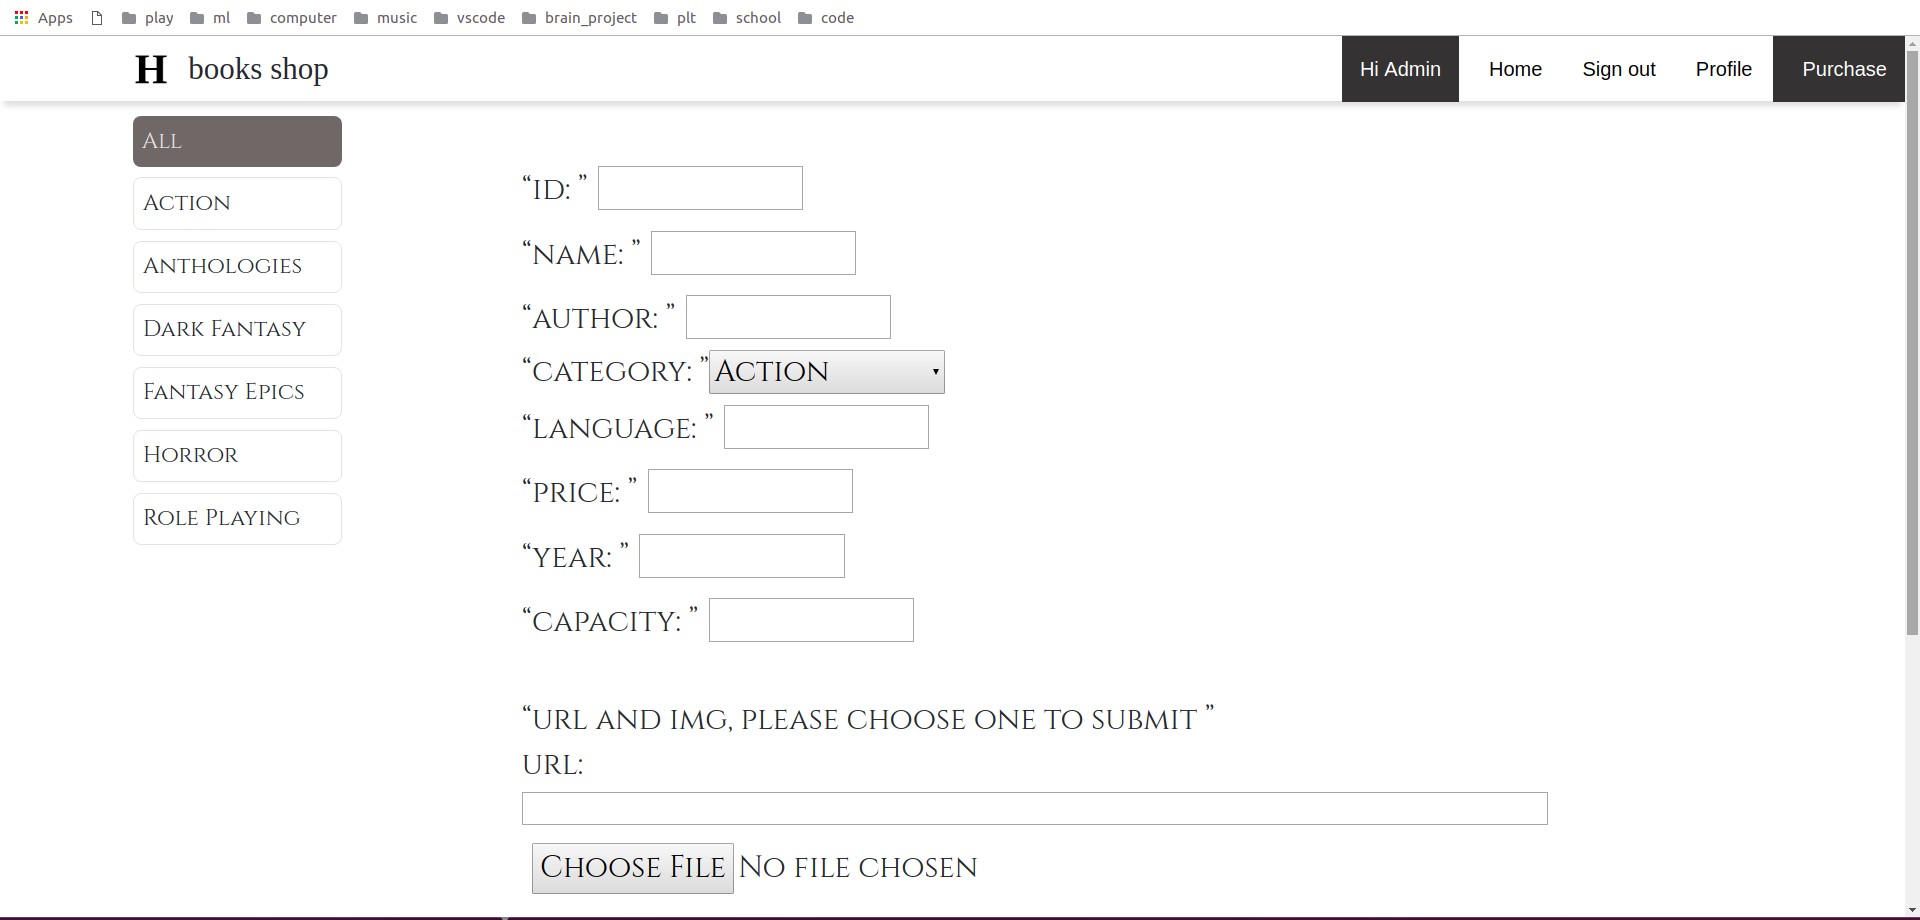 Apps play ml computer music vscode brain_project plt school code
H books shop Hi Admin Home Sign out Profile Purchase
All
Action
Anthologies
Dark Fantasy
Fantasy Epics
Horror
Role Playing
“ID: ”
“NAME: ”
“AUTHOR: ”
“CATEGORY: ” Action
“LANGUAGE: ”
“PRICE: ”
“YEAR: ”
“CAPACITY: ”
“URL AND IMG, PLEASE CHOOSE ONE TO SUBMIT ”
URL:
Choose File No file chosen